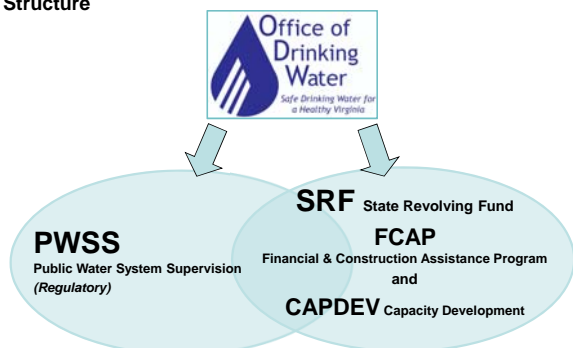 Structure
Office of
Drinking
Water
Safe Drinking Water for
a Healthy Virginia
PWSS
Public Water System Supervision
(Regulatory)
SRF State Revolving Fund
FCAP
Financial & Construction Assistance Program
and
CAPDEV Capacity Development